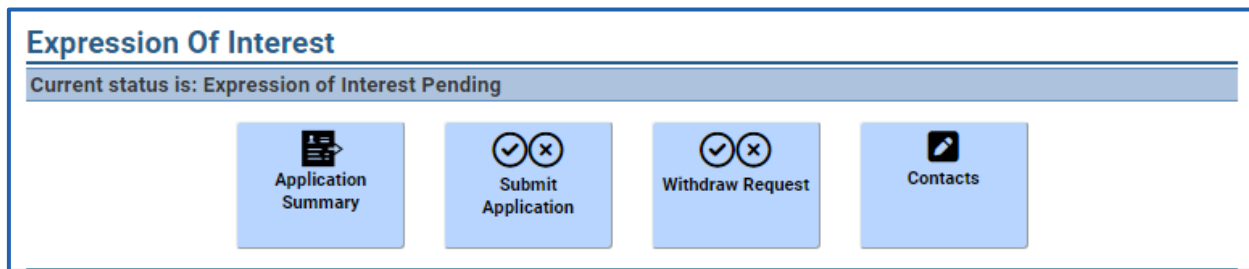 Expression Of Interest
Current status is: Expression of Interest Pending
Application
Summary
Submit
Application
Withdraw Request
Contacts